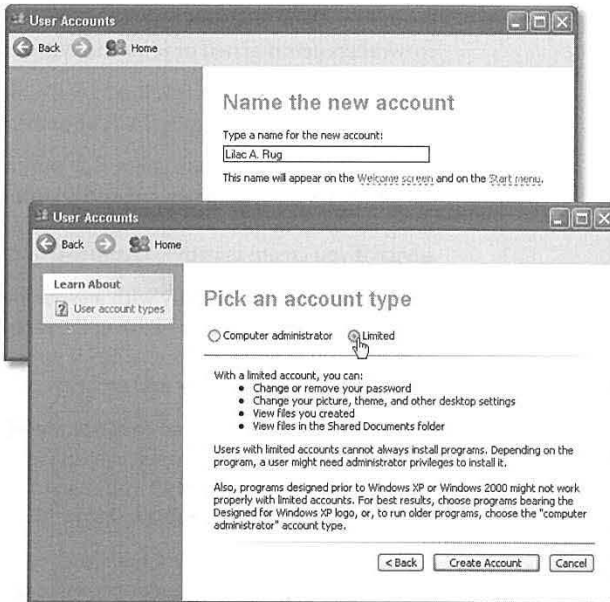 User Accounts
Back Home
Name the new account
Type a name for the new account:
Lilac A. Rug
This name will appear on the Welcome screen and on the Start menu.
User Accounts
Back Home
Learn About
? User account types
Pick an account type
Computer administrator Limited
With a limited account, you can:
• Change or remove your password
• Change your picture, theme, and other desktop settings
• View files you created
• View files in the Shared Documents folder
Users with limited accounts cannot always install programs. Depending on the
program, a user might need administrator privileges to install it.
Also, programs designed prior to Windows XP or Windows 2000 might not work
properly with limited accounts. For best results, choose programs bearing the
Designed for Windows XP logo, or, to run older programs, choose the "computer
administrator" account type.
< Back Create Account Cancel